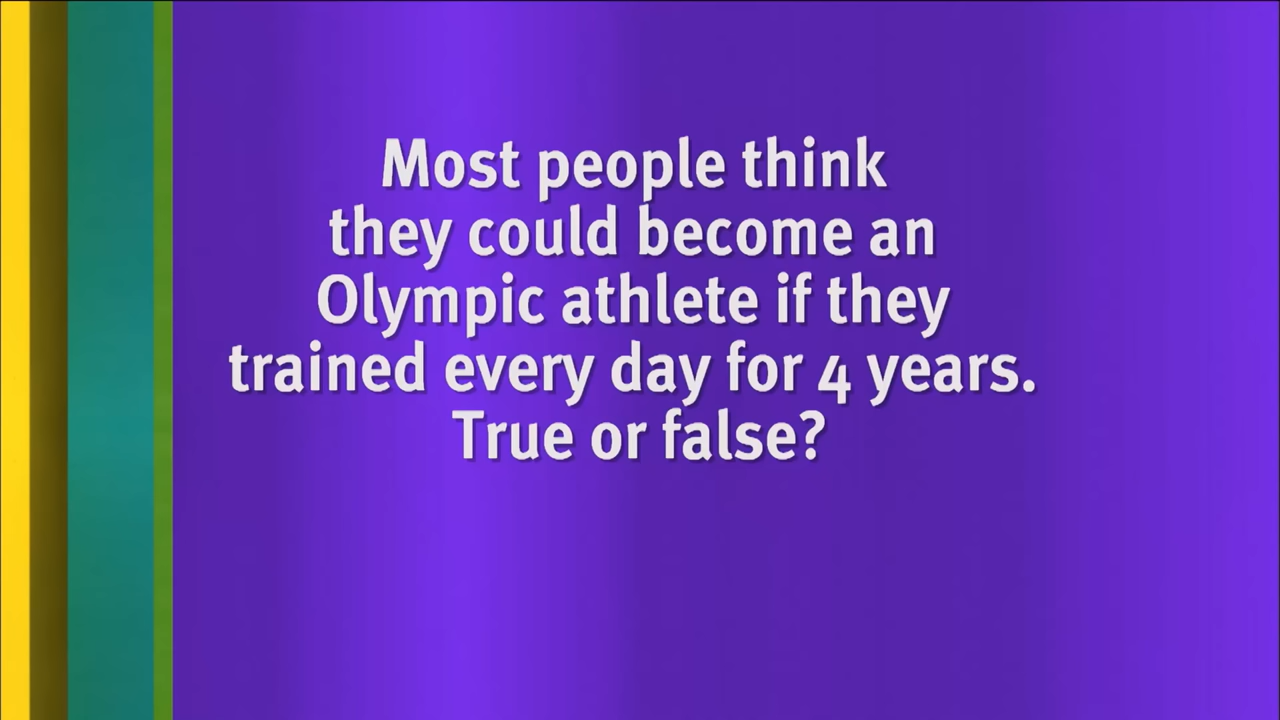 Most people think
they could become an
Olympic athlete if they
trained every day for 4 years.
True or false?